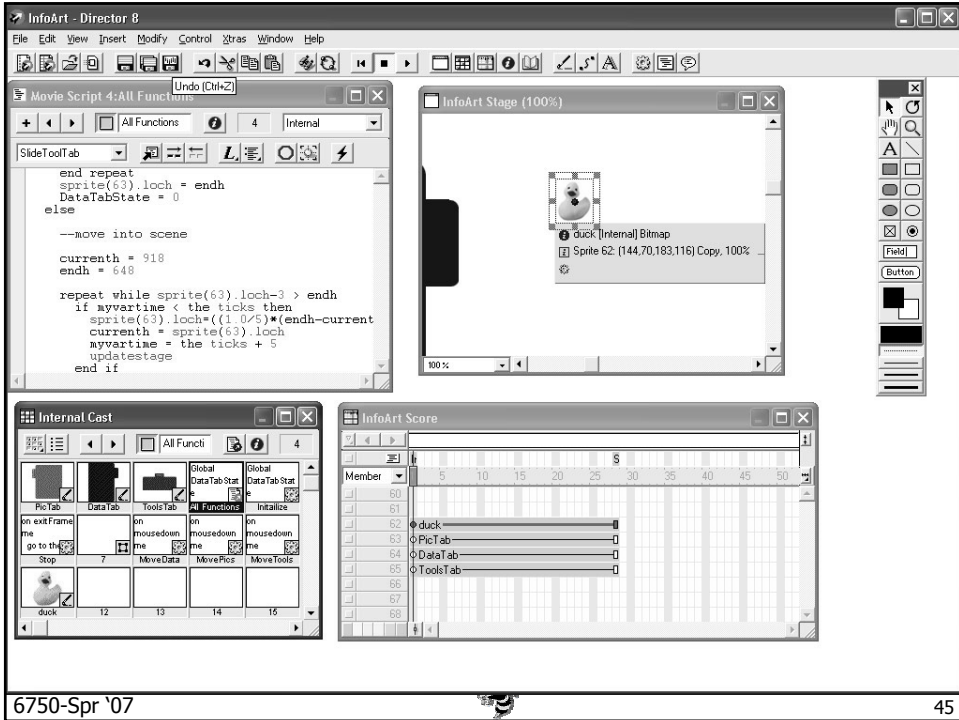 InfoArt - Director 8
File Edit View Insert Modify Control Xtras Window Help
Undo (Ctrl+Z)
Movie Script 4:All Functions
All Functions 4 Internal
SlideToolTab
end repeat
sprite(63).loch = endh
DataTabState = 0
else
--move into scene
currenth = 918
endh = 648
repeat while sprite(63).loch-3 > endh
if myvartime < the ticks then
sprite(63).loch=((1.0/5)*(endh-current
currenth = sprite(63).loch
myvartime = the ticks + 5
updatestage
end if
InfoArt Stage (100%)
duck [Internal] Bitmap
Sprite 62: (144,70,183,116) Copy, 100%
100 %
A
Field
Button
Internal Cast
All Functi 4
Global
DataTabStat
e
Global
DataTabStat
e
PicTab DataTab ToolsTab All Functions Initailize
on exitFrame
me
go to the
on
mousedown
me
on
mousedown
me
on
mousedown
me
Stop 7 MoveData MovePics MoveTools
duck 12 13 14 15
InfoArt Score
S
Member 5 10 15 20 25 30 35 40 45 50
60
61
62 duck
63 PicTab
64 DataTab
65 ToolsTab
66
67
68
6750-Spr ‘07 45